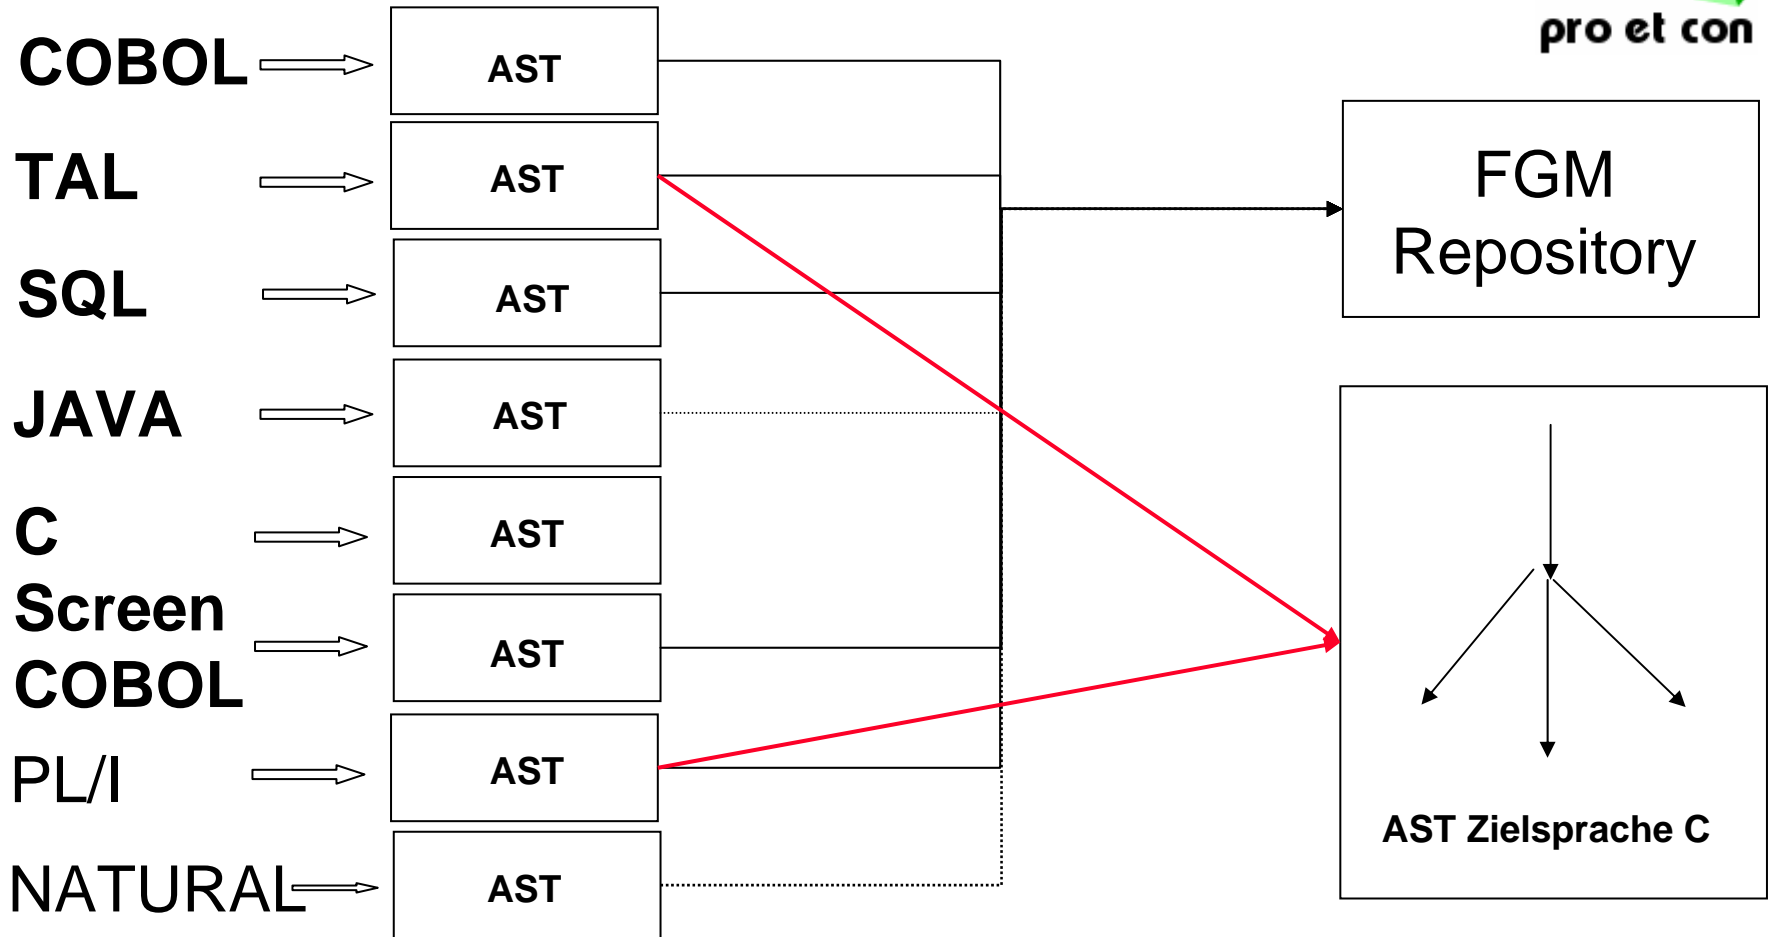 pro et con
COBOL
AST
TAL
AST
FGM
Repository
SQL
AST
JAVA
AST
C
AST
Screen
COBOL
AST
PL/I
AST
AST Zielsprache C
NATURAL
AST